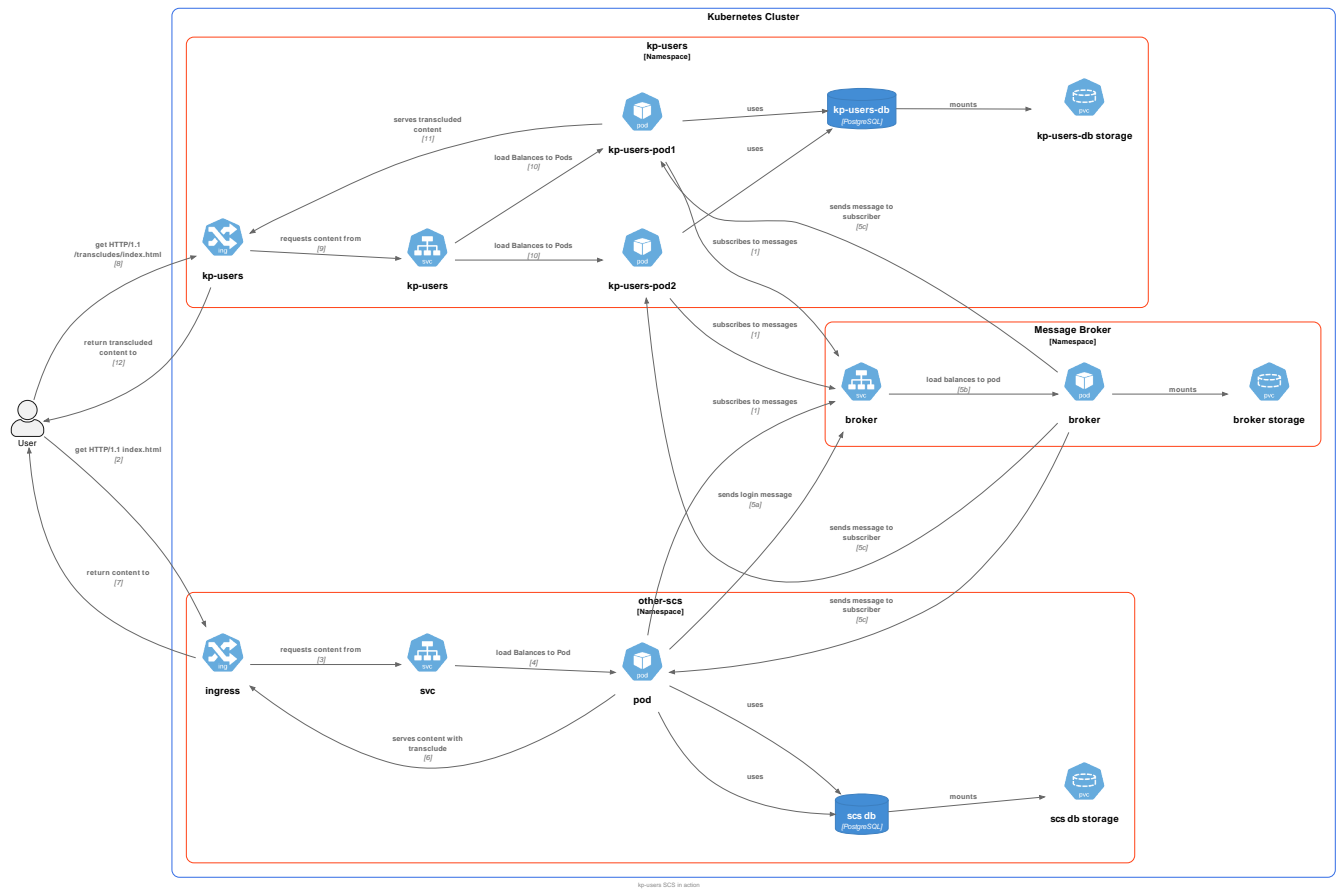 Kubernetes Cluster
kp-users
[Namespace]
pod
kp-users-pod1
uses
kp-users-db
[PostgreSQL]
mounts
pvc
kp-users-db storage
serves transcluded
content
[11]
load Balances to Pods
[10]
uses
get HTTP/1.1
/transcludes/index.html
[8]
ing
kp-users
requests content from
[9]
svc
kp-users
load Balances to Pods
[10]
pod
kp-users-pod2
sends message to
subscriber
[5c]
subscribes to messages
[1]
return transcluded
content to
[12]
subscribes to messages
[1]
Message Broker
[Namespace]
svc
broker
load balances to pod
[5b]
pod
broker
mounts
pvc
broker storage
subscribes to messages
[1]
User
get HTTP/1.1 index.html
[2]
sends login message
[5a]
sends message to
subscriber
[5c]
return content to
[7]
other-scs
[Namespace]
sends message to
subscriber
[5c]
ing
ingress
requests content from
[3]
svc
svc
load Balances to Pod
[4]
pod
pod
serves content with
transclude
[6]
uses
uses
scs db
[PostgreSQL]
mounts
pvc
scs db storage
kp-users SCS in action